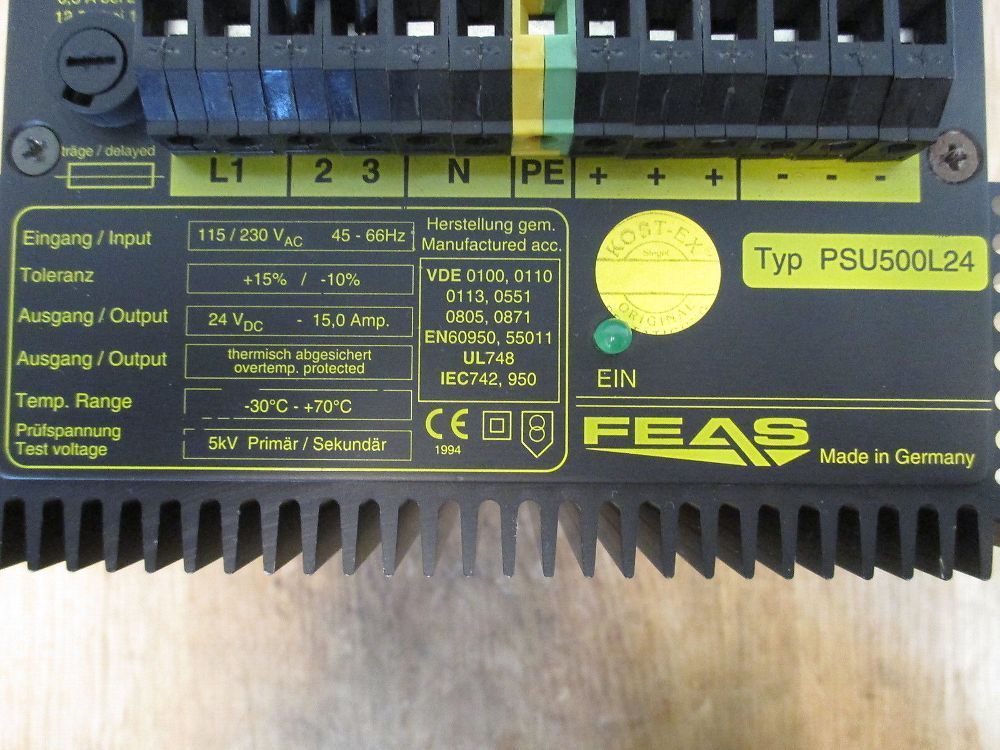 träge / delayed
L1 2 3 N PE + + + - - -
Eingang / Input 115 / 230 VAC 45 - 66Hz
Toleranz +15% / -10%
Ausgang / Output 24 VDC - 15,0 Amp.
Ausgang / Output thermisch abgesichert
overtemp. protected
Temp. Range -30°C - +70°C
Prüfspannung
Test voltage 5kV Primär / Sekundär
Herstellung gem.
Manufactured acc.
VDE 0100, 0110
0113, 0551
0805, 0871
EN60950, 55011
UL748
IEC742, 950
CE
1994
KOST-EX
Siegel
ORIGINAL
EIN
Typ PSU500L24
FEAS
Made in Germany